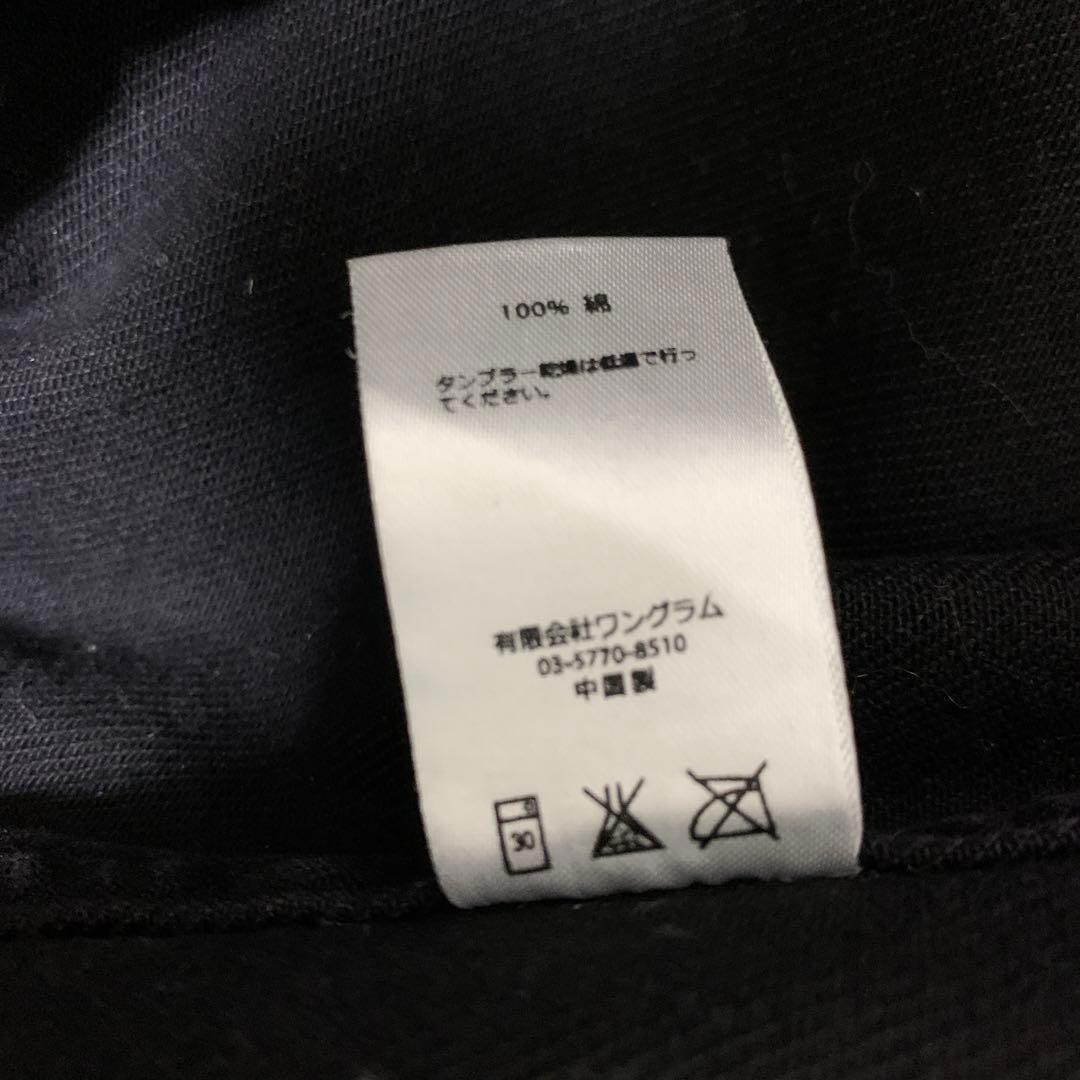 100% 綿
タンブラー乾燥は低温で行っ
てください。
有限会社ワングラム
03-5770-8510
中国製
30